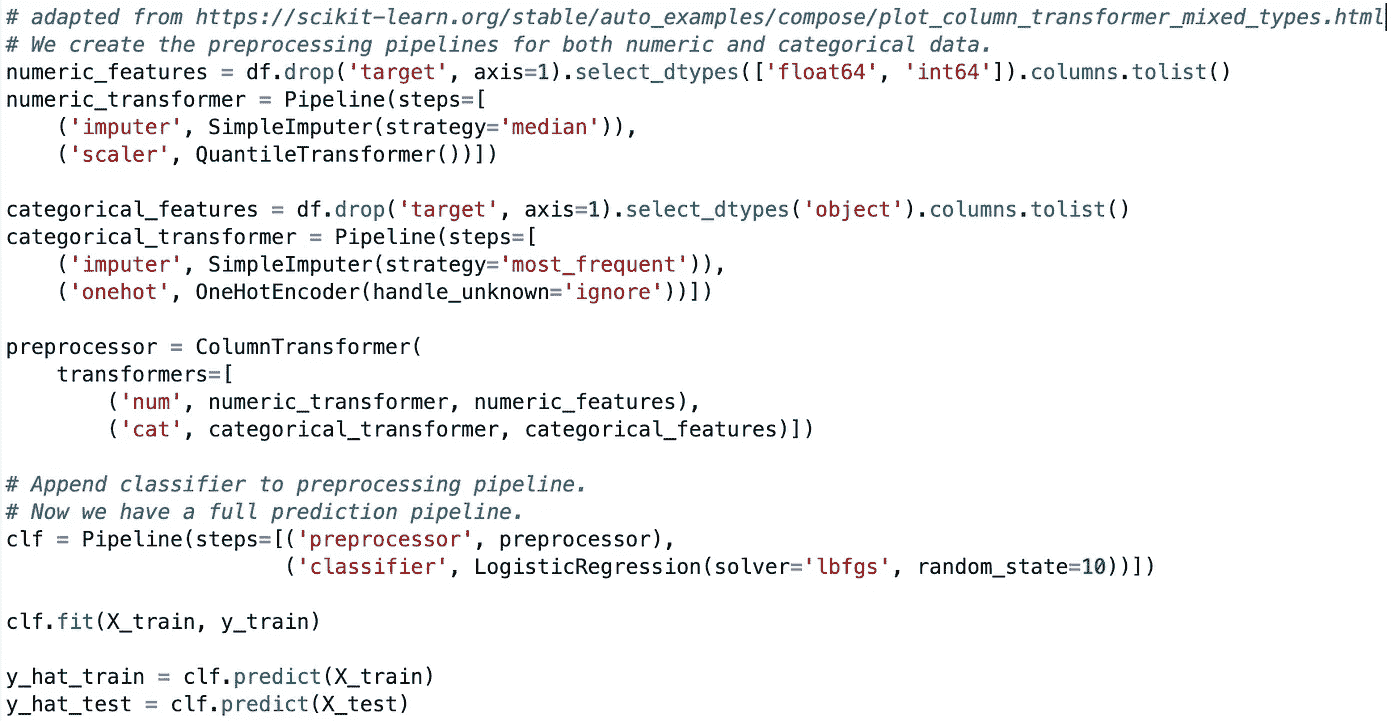 # adapted from https://scikit-learn.org/stable/auto_examples/compose/plot_column_transformer_mixed_types.html
# We create the preprocessing pipelines for both numeric and categorical data.
numeric_features = df.drop('target', axis=1).select_dtypes(['float64', 'int64']).columns.tolist()
numeric_transformer = Pipeline(steps=[
    ('imputer', SimpleImputer(strategy='median')),
    ('scaler', QuantileTransformer())])

categorical_features = df.drop('target', axis=1).select_dtypes('object').columns.tolist()
categorical_transformer = Pipeline(steps=[
    ('imputer', SimpleImputer(strategy='most_frequent')),
    ('onehot', OneHotEncoder(handle_unknown='ignore'))])

preprocessor = ColumnTransformer(
    transformers=[
        ('num', numeric_transformer, numeric_features),
        ('cat', categorical_transformer, categorical_features)])

# Append classifier to preprocessing pipeline.
# Now we have a full prediction pipeline.
clf = Pipeline(steps=[('preprocessor', preprocessor),
                      ('classifier', LogisticRegression(solver='lbfgs', random_state=10))])

clf.fit(X_train, y_train)

y_hat_train = clf.predict(X_train)
y_hat_test = clf.predict(X_test)